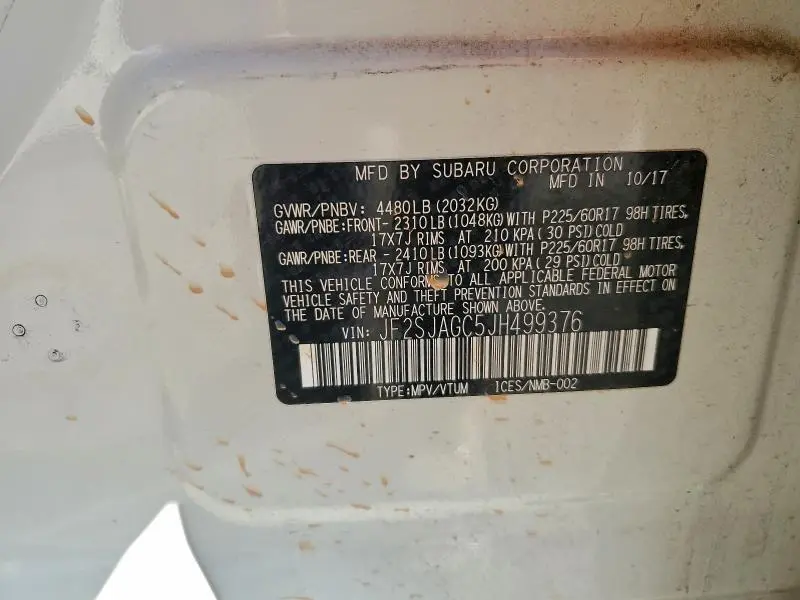 MFD BY SUBARU CORPORATION
MFD IN 10/17
GVWR/PNBV: 4480LB(2032KG)
GAWR/PNBE:FRONT- 2310LB(1048KG)WITH P225/60R17 98H TIRES,
17X7J RIMS AT 210 KPA( 30 PSI)COLD
GAWR/PNBE:REAR - 2410LB(1093KG)WITH P225/60R17 98H TIRES,
17X7J RIMS AT 200 KPA( 29 PSI)COLD.
THIS VEHICLE CONFORMS TO ALL APPLICABLE FEDERAL MOTOR
VEHICLE SAFETY AND THEFT PREVENTION STANDARDS IN EFFECT ON
THE DATE OF MANUFACTURE SHOWN ABOVE.
VIN: JF2SJAGC5JH499376
TYPE:MPV/VTUM 1CES/NMB-002